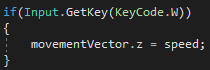 if(Input.GetKey(KeyCode.W))
{
movementVector.z = speed;
}